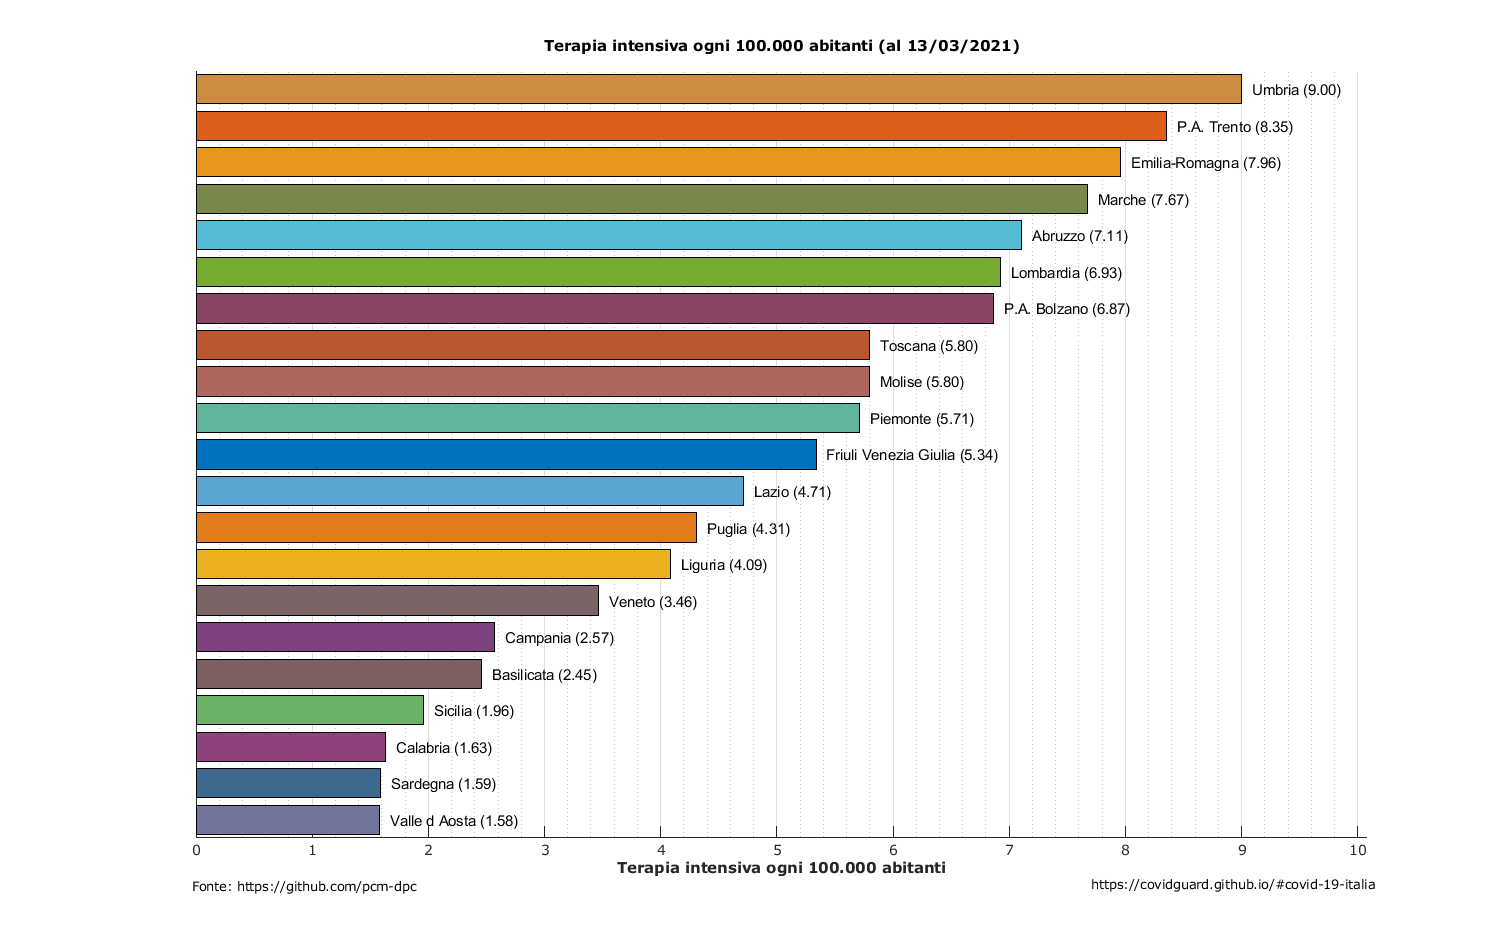 Terapia intensiva ogni 100.000 abitanti (al 13/03/2021)
Umbria (9.00)
P.A. Trento (8.35)
Emilia-Romagna (7.96)
Marche (7.67)
Abruzzo (7.11)
Lombardia (6.93)
P.A. Bolzano (6.87)
Toscana (5.80)
Molise (5.80)
Piemonte (5.71)
Friuli Venezia Giulia (5.34)
Lazio (4.71)
Puglia (4.31)
Liguria (4.09)
Veneto (3.46)
Campania (2.57)
Basilicata (2.45)
Sicilia (1.96)
Calabria (1.63)
Sardegna (1.59)
Valle d Aosta (1.58)
0 1 2 3 4 5 6 7 8 9 10
Terapia intensiva ogni 100.000 abitanti
Fonte: https://github.com/pcm-dpc
https://covidguard.github.io/#covid-19-italia